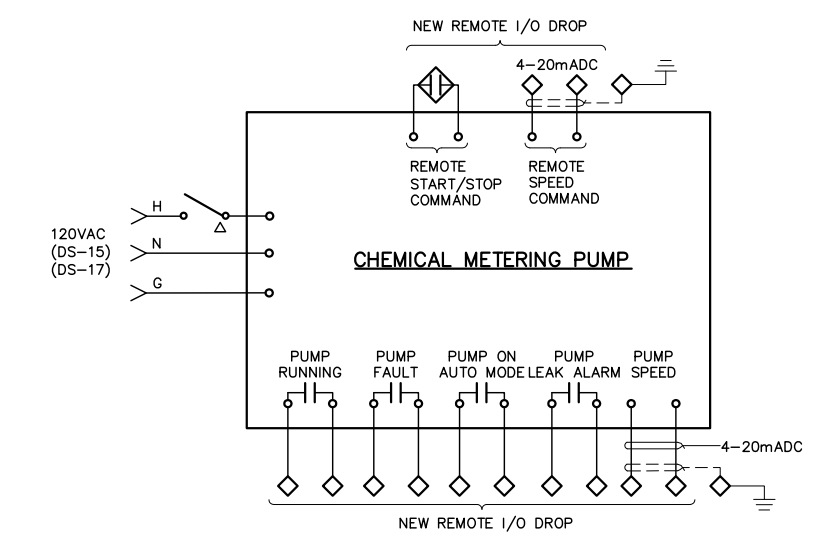 NEW REMOTE I/O DROP
4-20mADC
REMOTE
START/STOP
COMMAND
REMOTE
SPEED
COMMAND
H
120VAC
(DS-15)
(DS-17)
N
G
CHEMICAL METERING PUMP
PUMP
RUNNING
PUMP
FAULT
PUMP ON
AUTO MODE
PUMP
LEAK ALARM
PUMP
SPEED
4-20mADC
NEW REMOTE I/O DROP